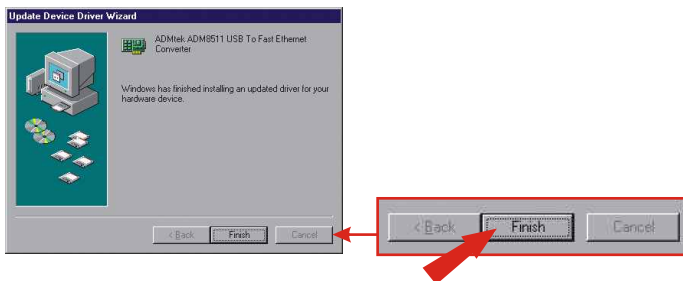 Update Device Driver Wizard
ADMtek ADM8511 USB To Fast Ethernet
Converter
Windows has finished installing an updated driver for your
hardware device.
< Back Finish Cancel
< Back Finish Cancel